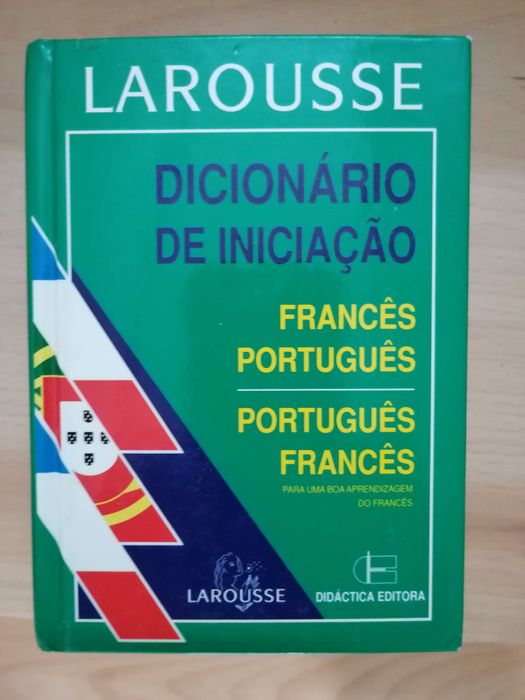 LAROUSSE
DICIONÁRIO
DE INICIAÇÃO
FRANCÊS
PORTUGUÊS
PORTUGUÊS
FRANCÊS
PARA UMA BOA APRENDIZAGEM
DO FRANCÊS
LAROUSSE
DIDÁCTICA EDITORA